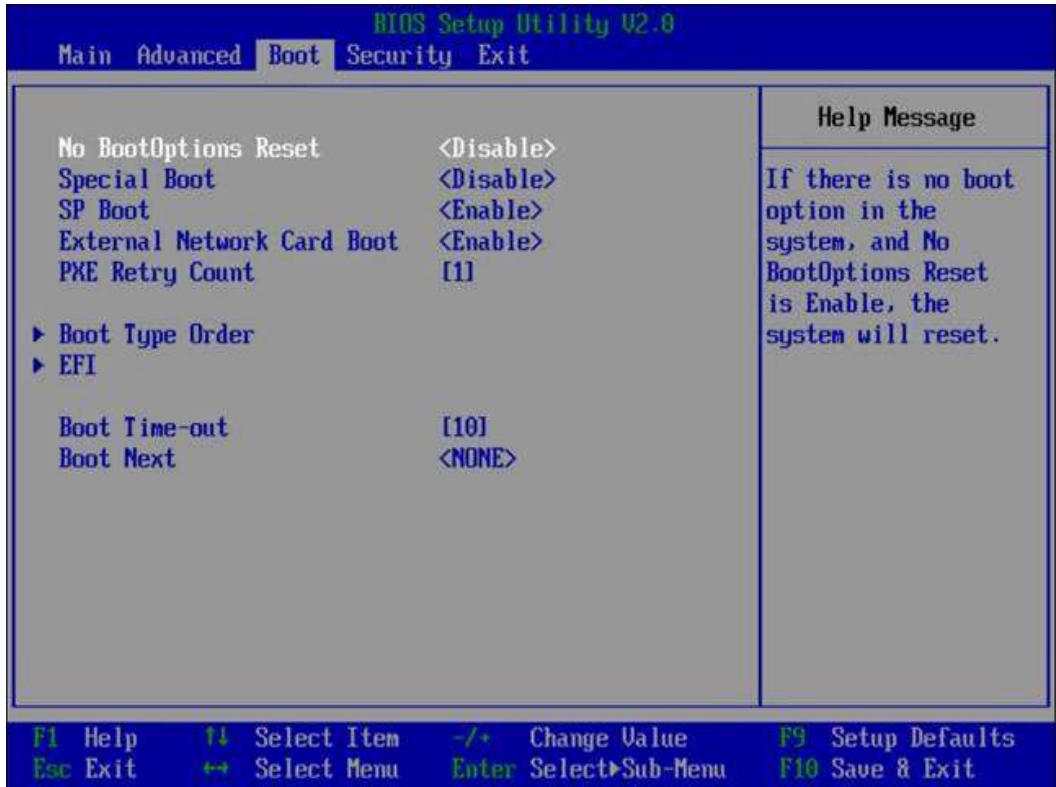 BIOS Setup Utility V2.0
Main Advanced Boot Security Exit
No BootOptions Reset <Disable>
Special Boot <Disable>
SP Boot <Enable>
External Network Card Boot <Enable>
PXE Retry Count [1]
▶ Boot Type Order
▶ EFI
Boot Time-out [10]
Boot Next <NONE>
Help Message
If there is no boot
option in the
system, and No
BootOptions Reset
is Enable, the
system will reset.
F1 Help ↑↓ Select Item -/+ Change Value F9 Setup Defaults
Esc Exit ↔ Select Menu Enter Select▶Sub-Menu F10 Save & Exit